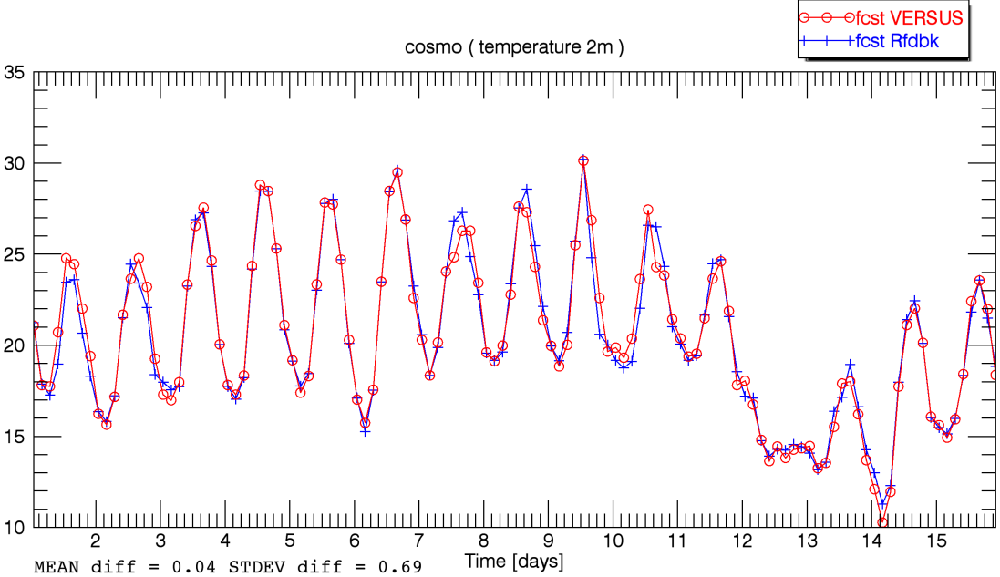 fcst VERSUS
fcst Rfdbk
cosmo ( temperature 2m )
35
30
25
20
15
10
2 3 4 5 6 7 8 9 10 11 12 13 14 15
Time [days]
MEAN diff = 0.04 STDEV diff = 0.69